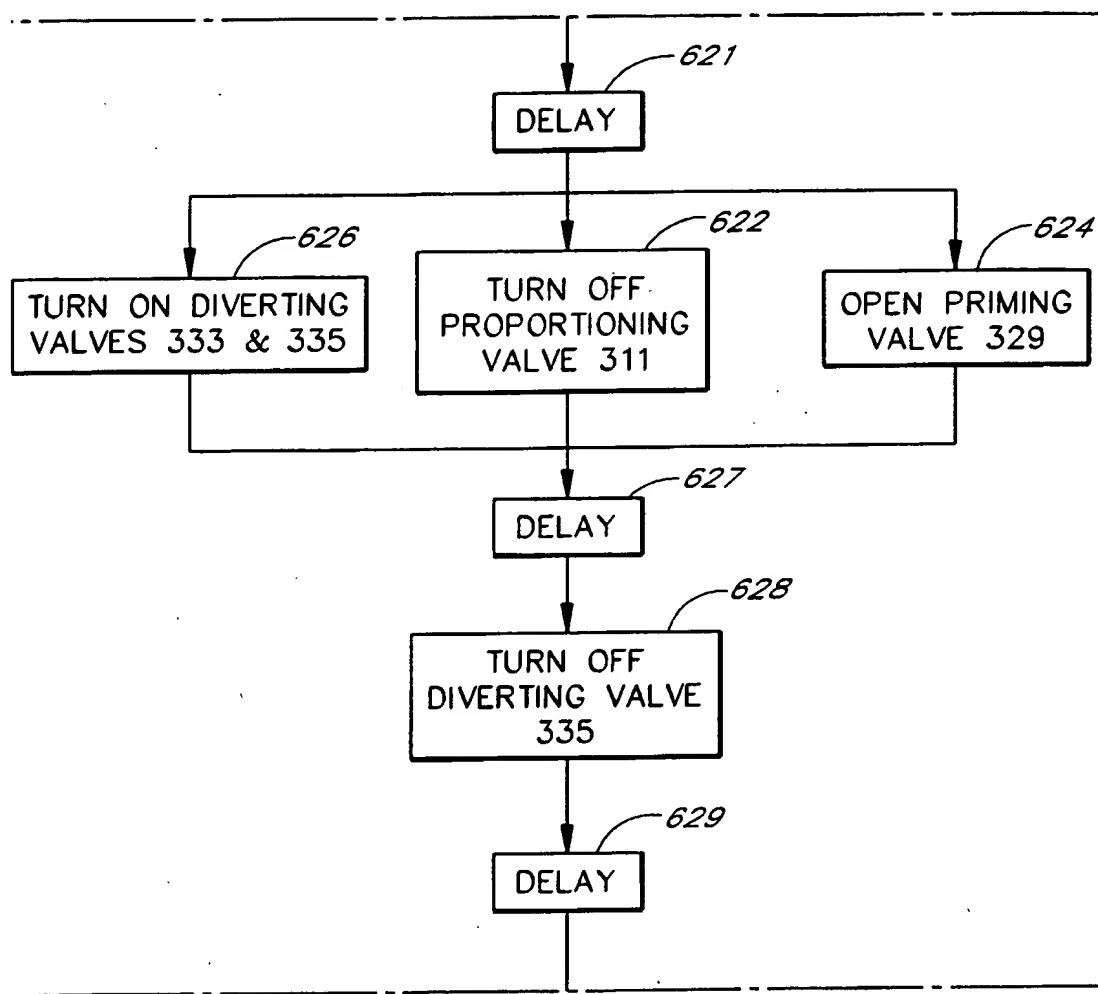 621
DELAY
626
TURN ON DIVERTING
VALVES 333 & 335
622
TURN OFF
PROPORTIONING
VALVE 311
624
OPEN PRIMING
VALVE 329
627
DELAY
628
TURN OFF
DIVERTING VALVE
335
629
DELAY